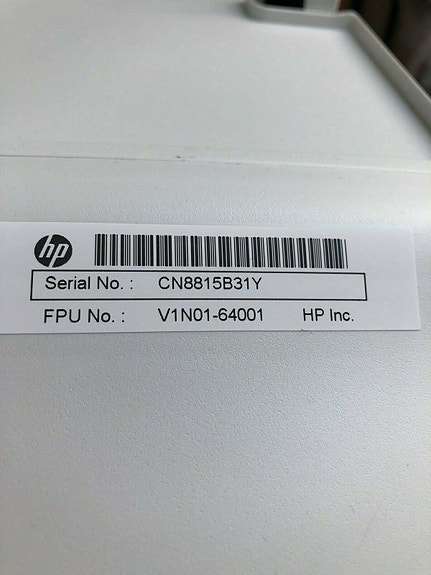 hp
Serial No. : CN8815B31Y
FPU No. : V1N01-64001 HP Inc.